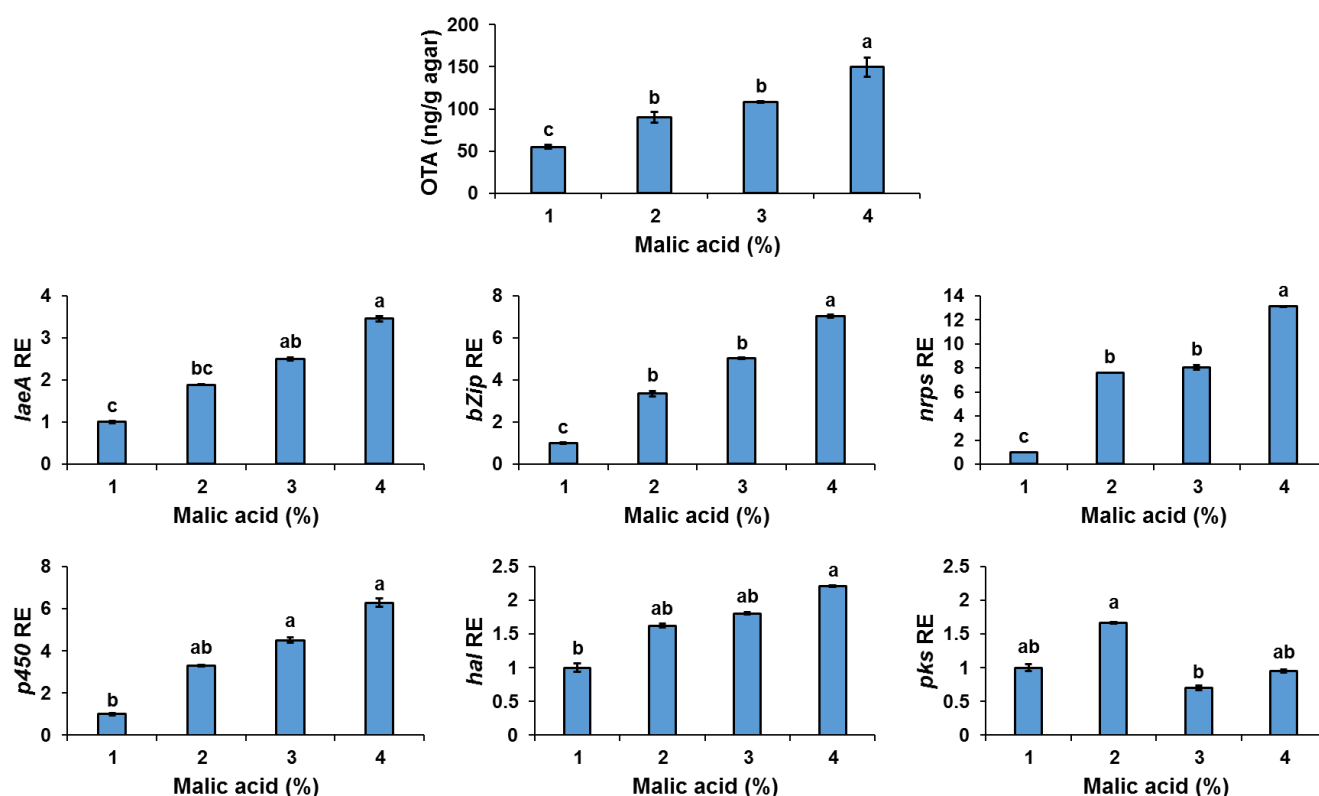 OTA (ng/g agar)
200
150
100
50
0
c
b
b
a
1 2 3 4
Malic acid (%)
laeA RE
4
3
2
1
0
c
bc
ab
a
1 2 3 4
Malic acid (%)
bZip RE
8
6
4
2
0
c
b
b
a
1 2 3 4
Malic acid (%)
nrps RE
14
12
10
8
6
4
2
0
c
b
b
a
1 2 3 4
Malic acid (%)
p450 RE
8
6
4
2
0
b
ab
a
a
1 2 3 4
Malic acid (%)
hal RE
2.5
2
1.5
1
0.5
0
b
ab
ab
a
1 2 3 4
Malic acid (%)
pks RE
2.5
2
1.5
1
0.5
0
ab
a
b
ab
1 2 3 4
Malic acid (%)